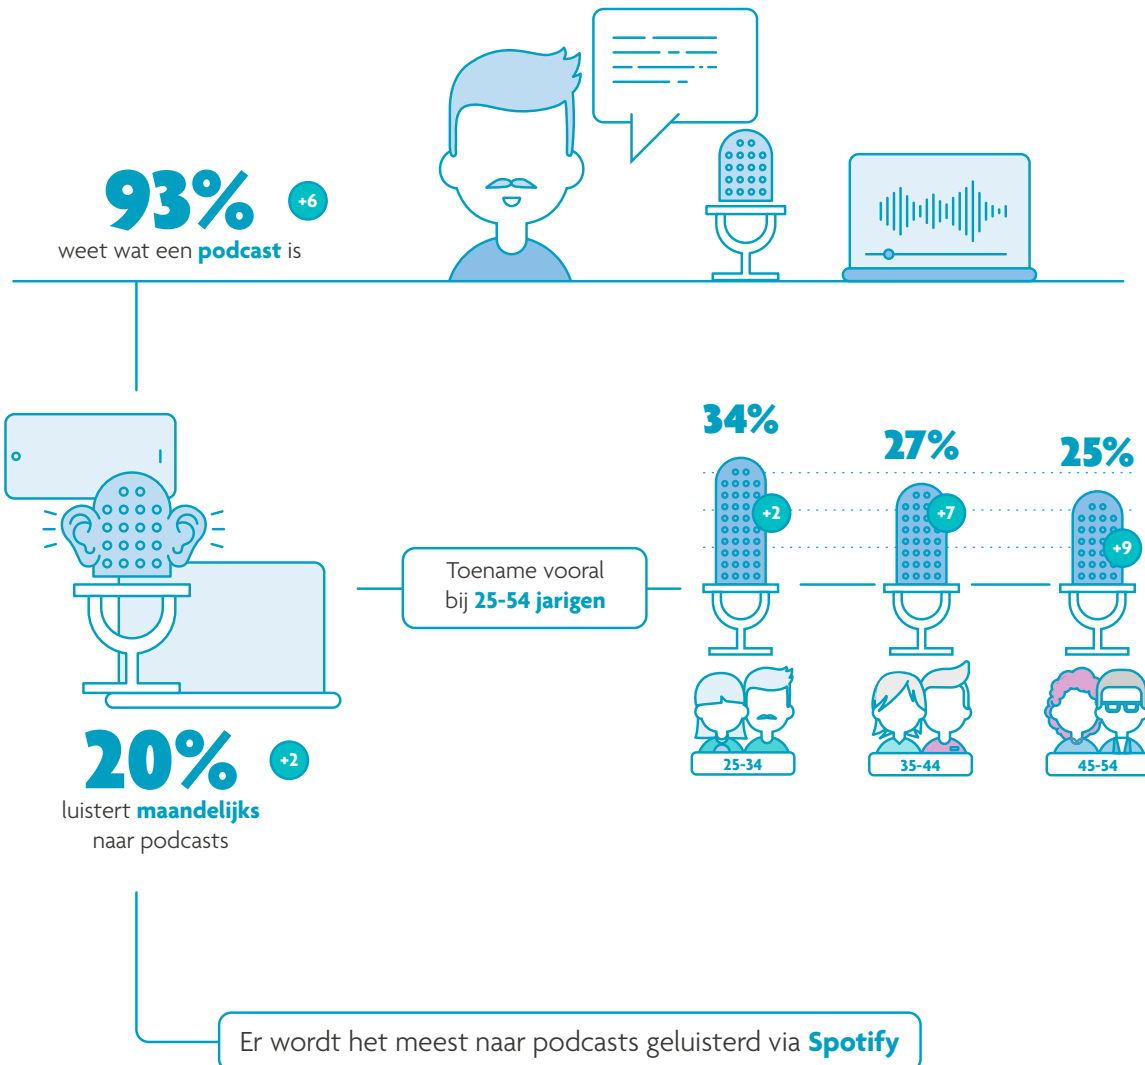 93%
+6
weet wat een podcast is
34%
27%
25%
+2
+7
+9
Toename vooral
bij 25-54 jarigen
25-34
35-44
45-54
20%
+2
luistert maandelijks
naar podcasts
Er wordt het meest naar podcasts geluisterd via Spotify